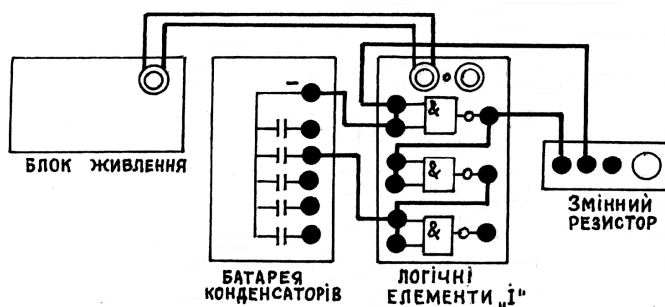 &
&
&
БЛОК ЖИВЛЕННЯ
БАТАРЕЯ
КОНДЕНСАТОРІВ
ЛОГІЧНІ
ЕЛЕМЕНТИ „І"
ЗМІННИЙ
РЕЗИСТОР